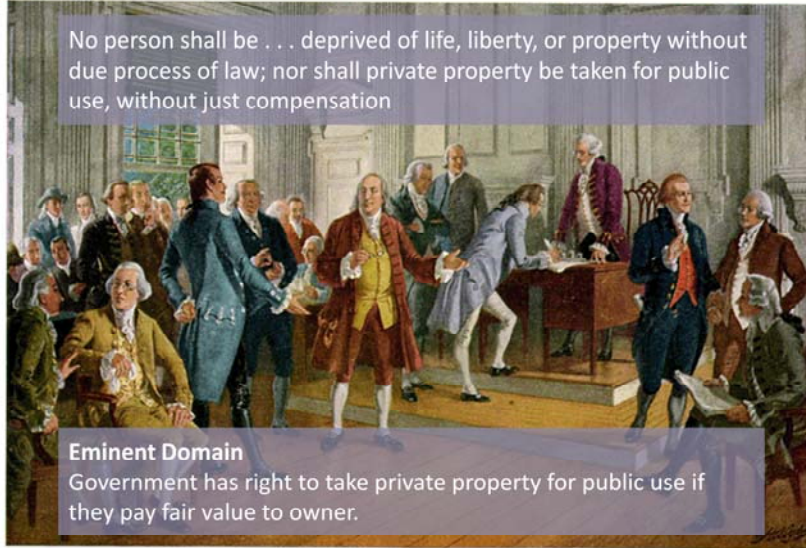 No person shall be . . . deprived of life, liberty, or property without
due process of law; nor shall private property be taken for public
use, without just compensation
Eminent Domain
Government has right to take private property for public use if
they pay fair value to owner.